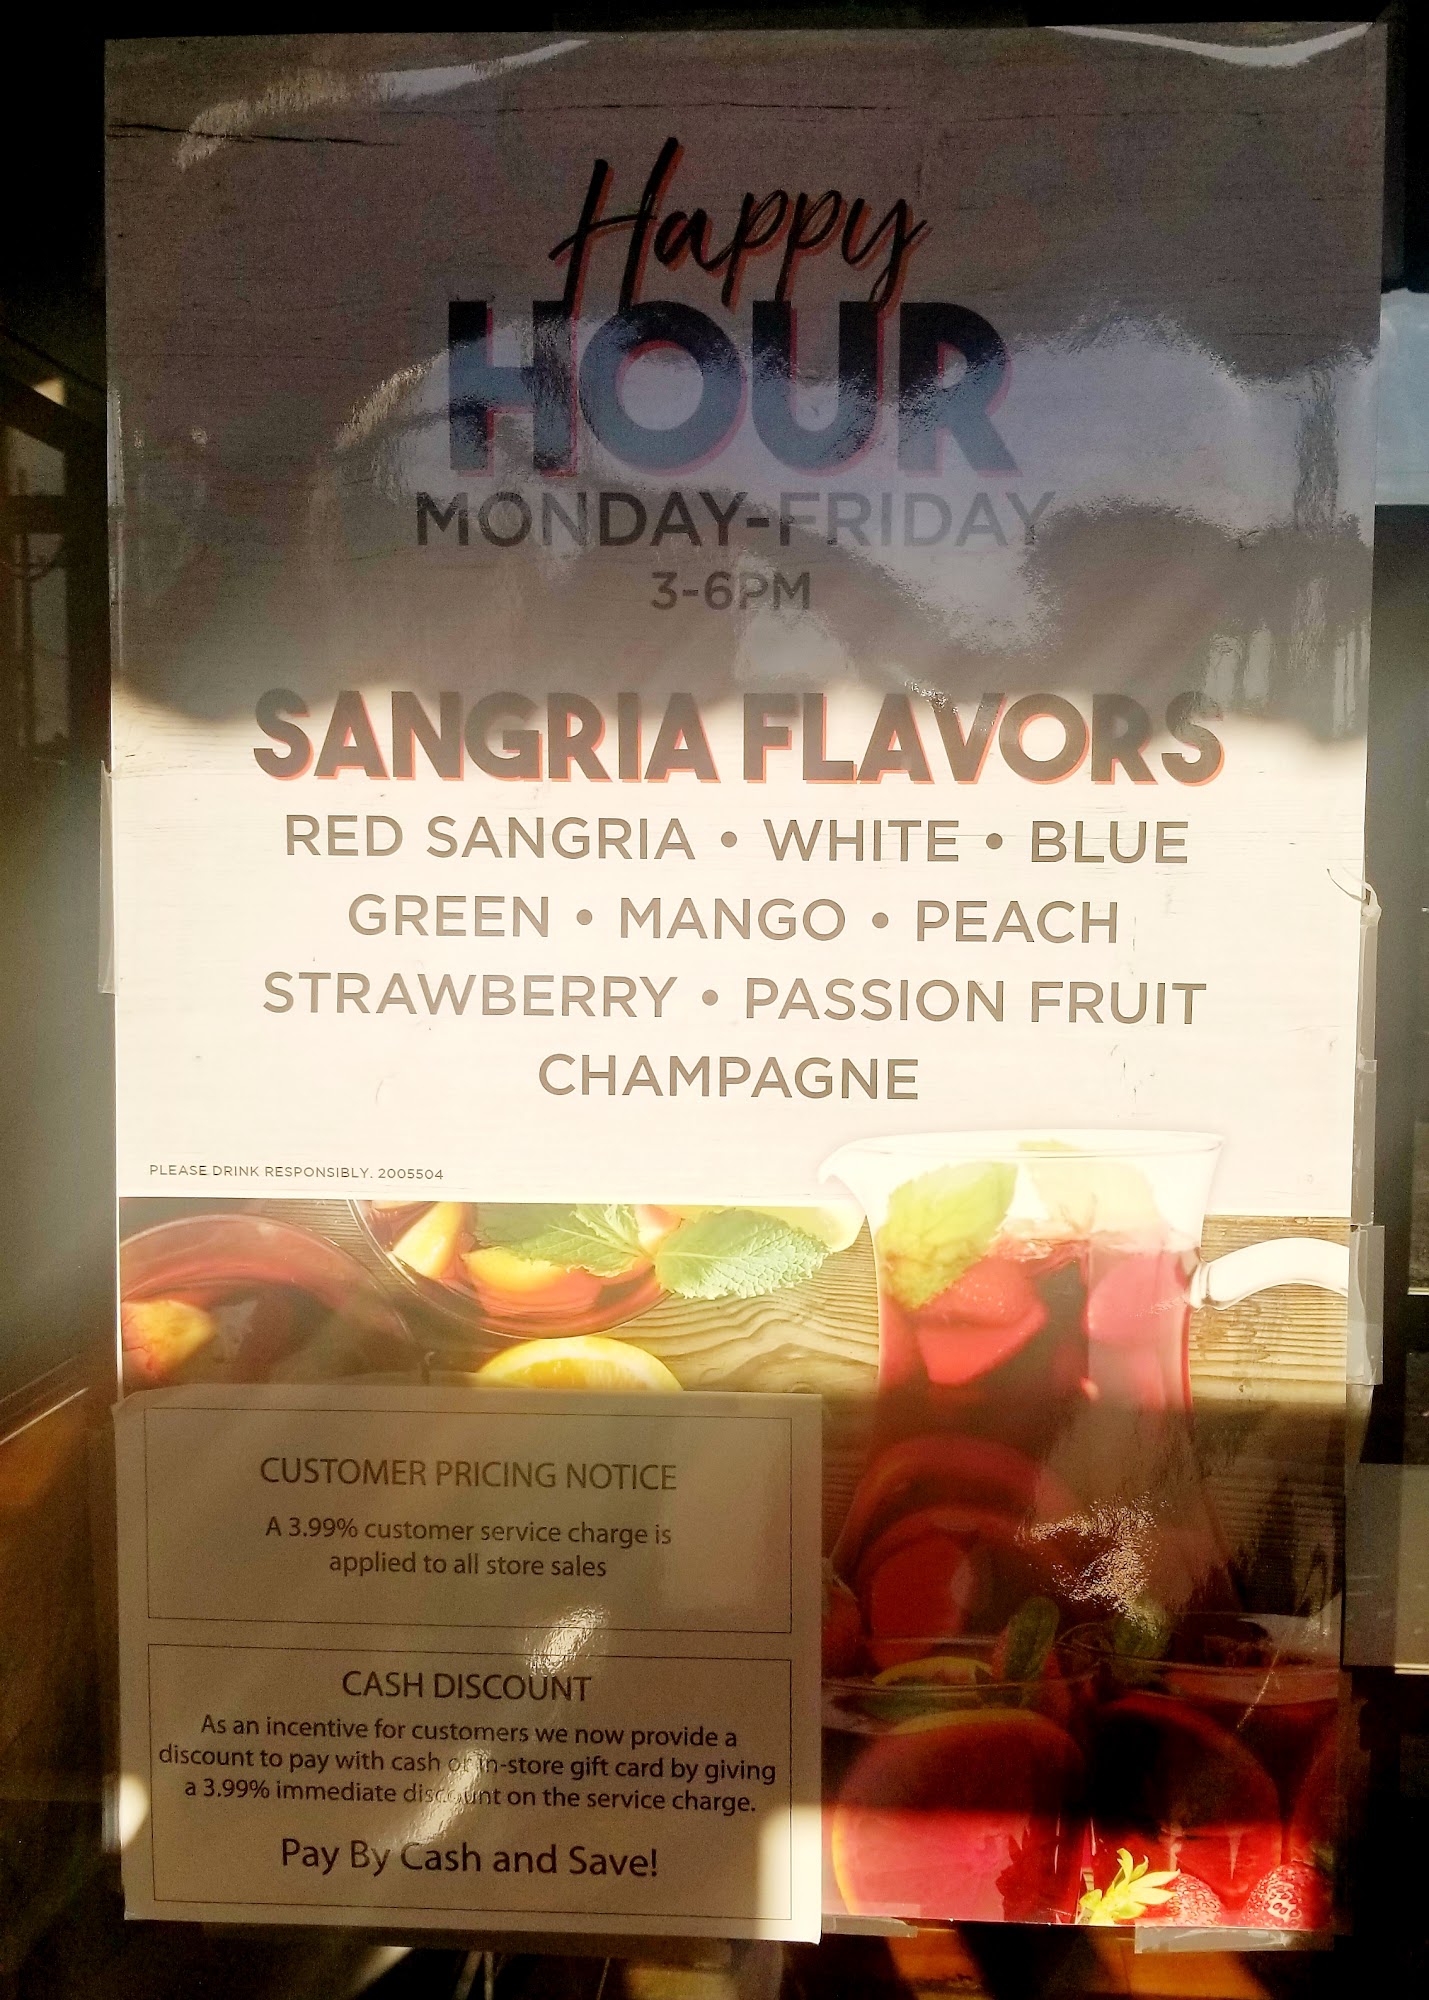 Happy
HOUR
MONDAY-FRIDAY
3-6PM
SANGRIA FLAVORS
RED SANGRIA • WHITE • BLUE
GREEN • MANGO • PEACH
STRAWBERRY • PASSION FRUIT
CHAMPAGNE
PLEASE DRINK RESPONSIBLY. 2005504
CUSTOMER PRICING NOTICE
A 3.99% customer service charge is
applied to all store sales
CASH DISCOUNT
As an incentive for customers we now provide a
discount to pay with cash or in-store gift card by giving
a 3.99% immediate discount on the service charge.
Pay By Cash and Save!